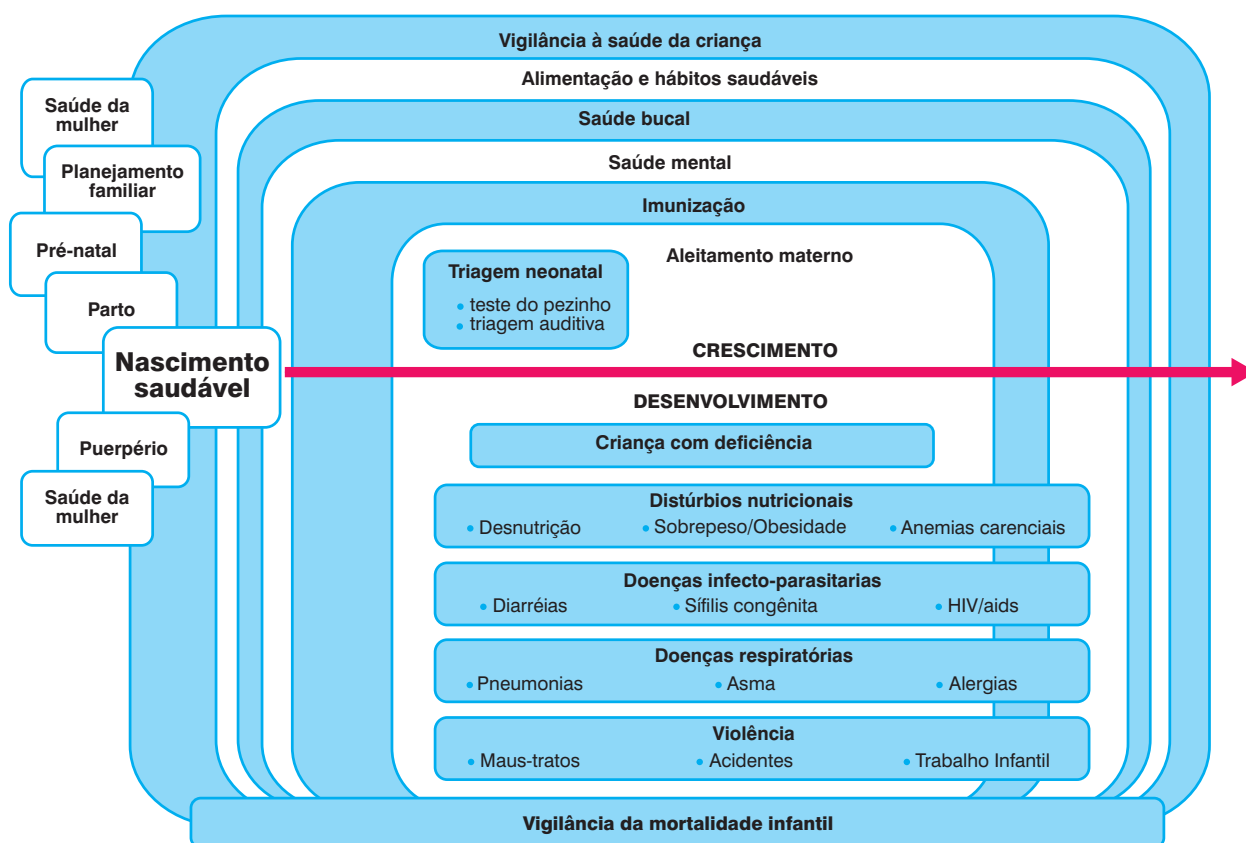 Vigilância à saúde da criança
Alimentação e hábitos saudáveis
Saúde bucal
Saúde mental
Imunização
Aleitamento materno
Saúde da
mulher
Planejamento
familiar
Pré-natal
Parto
Nascimento
saudável
Puerpério
Saúde da
mulher
Triagem neonatal
• teste do pezinho
• triagem auditiva
CRESCIMENTO
DESENVOLVIMENTO
Criança com deficiência
Distúrbios nutricionais
• Desnutrição • Sobrepeso/Obesidade • Anemias carenciais
Doenças infecto-parasitarias
• Diarréias • Sífilis congênita • HIV/aids
Doenças respiratórias
• Pneumonias • Asma • Alergias
Violência
• Maus-tratos • Acidentes • Trabalho Infantil
Vigilância da mortalidade infantil